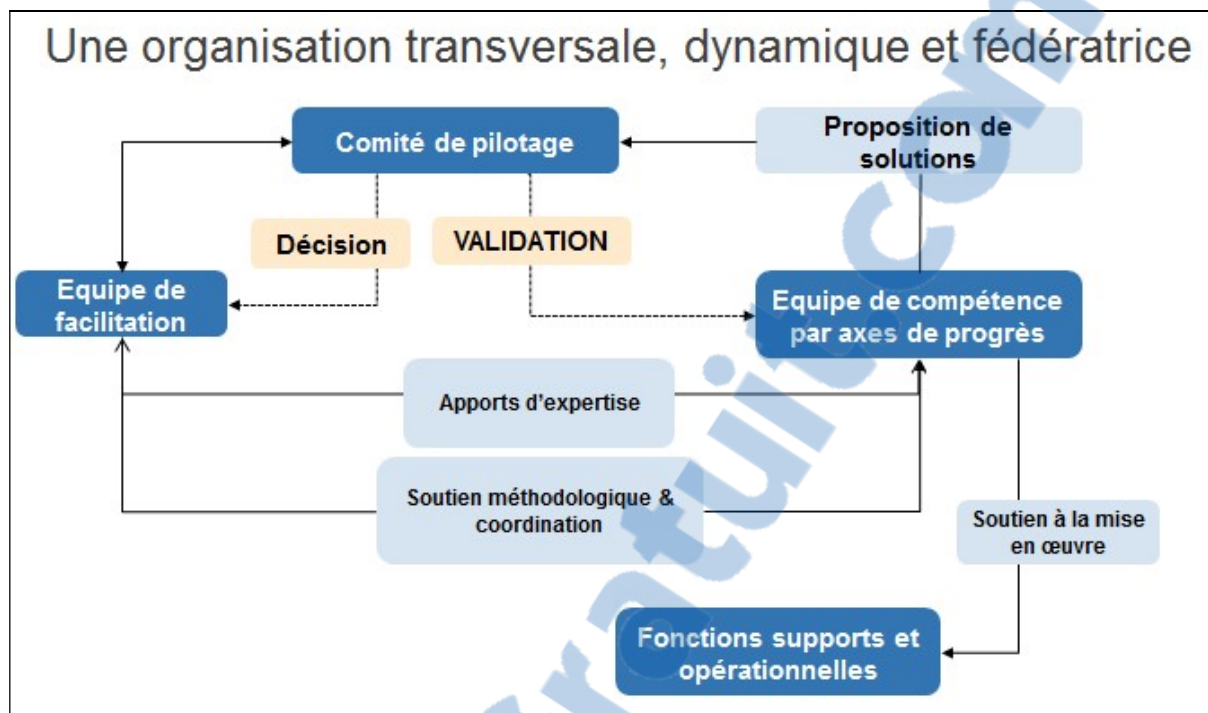 Une organisation transversale, dynamique et fédératrice
Comité de pilotage
Proposition de
solutions
Décision
VALIDATION
Equipe de
facilitation
Equipe de compétence
par axes de progrès
Apports d'expertise
Soutien méthodologique &
coordination
Soutien à la mise
en œuvre
Fonctions supports et
opérationnelles
ratuit.com